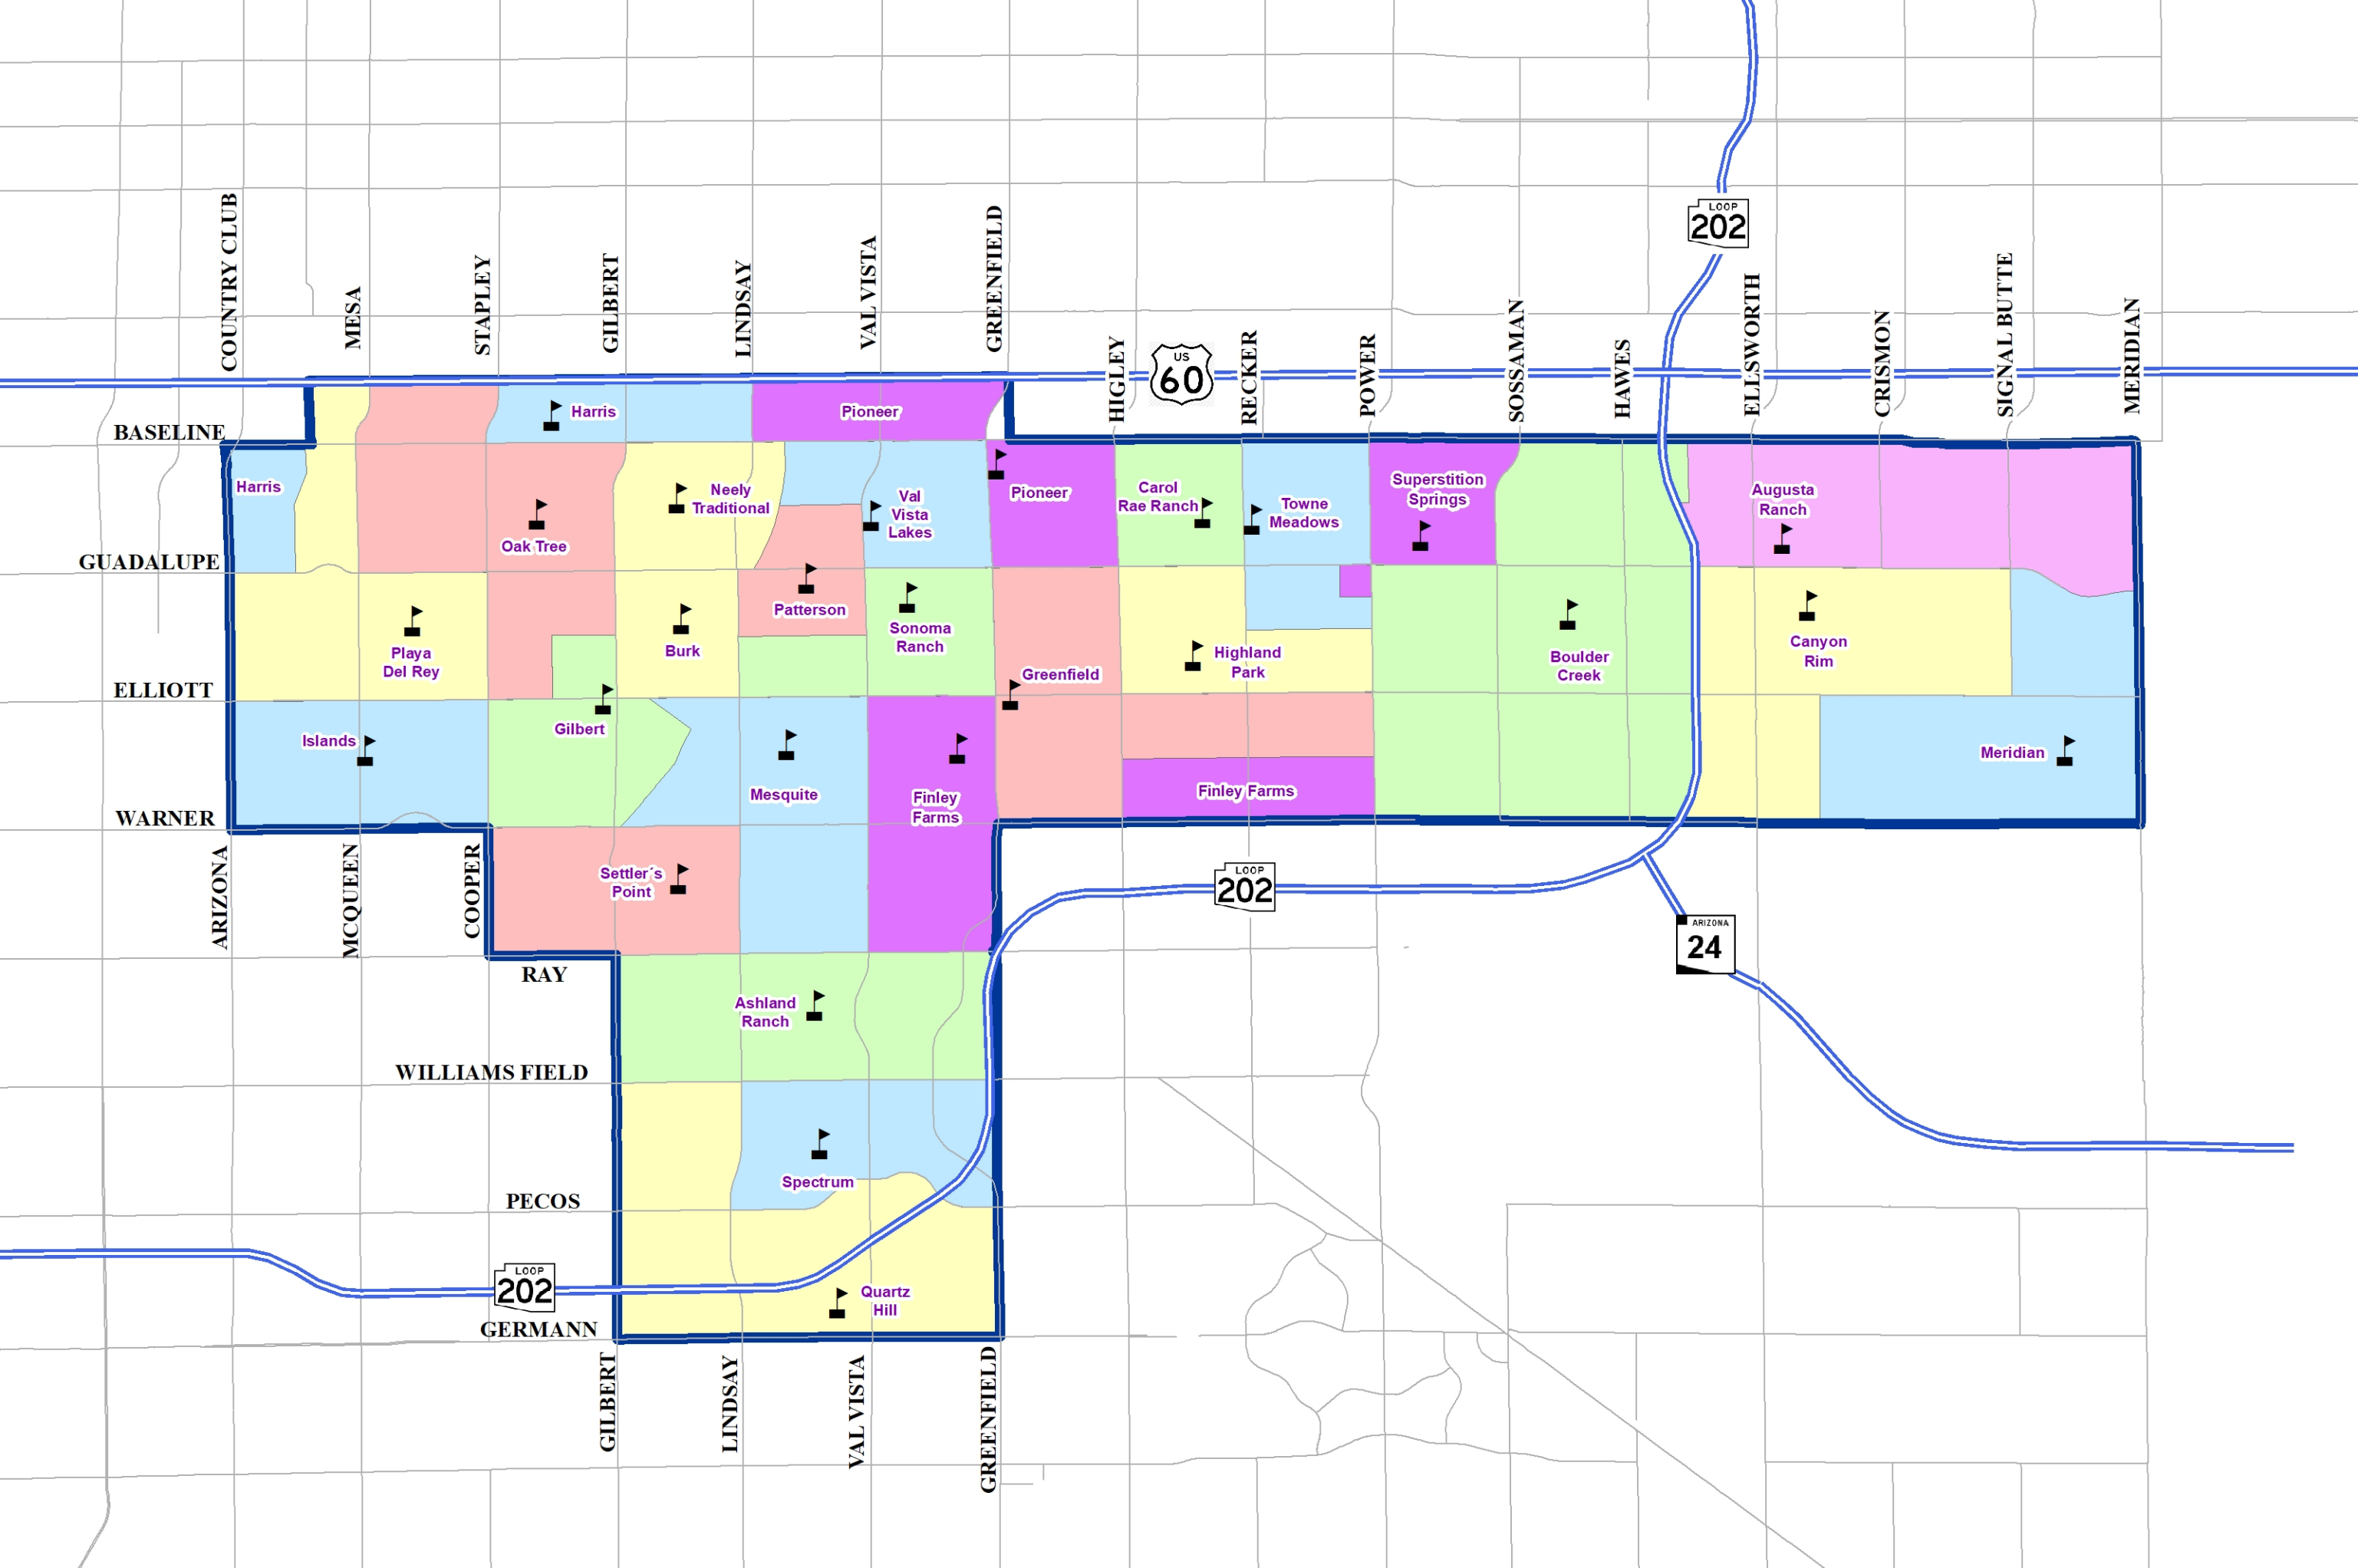 LOOP
202
COUNTRY CLUB
MESA
STAPLEY
GILBERT
LINDSAY
VAL VISTA
GREENFIELD
HIGLEY
US
60
RECKER
POWER
SOSSAMAN
HAWES
ELLSWORTH
CRISMON
SIGNAL BUTTE
MERIDIAN
BASELINE
Harris
Pioneer
Harris
Neely
Traditional
Oak Tree
Val
Vista
Lakes
Pioneer
Carol
Rae Ranch
Towne
Meadows
Superstition
Springs
Augusta
Ranch
GUADALUPE
Playa
Del Rey
Burk
Patterson
Sonoma
Ranch
Greenfield
Highland
Park
Boulder
Creek
Canyon
Rim
ELLIOTT
Islands
Gilbert
Mesquite
Finley
Farms
Finley Farms
Meridian
WARNER
ARIZONA
MCQUEEN
COOPER
Settler's
Point
LOOP
202
ARIZONA
24
RAY
Ashland
Ranch
WILLIAMS FIELD
Spectrum
PECOS
LOOP
202
Quartz
Hill
GERMANN
GILBERT
LINDSAY
VAL VISTA
GREENFIELD